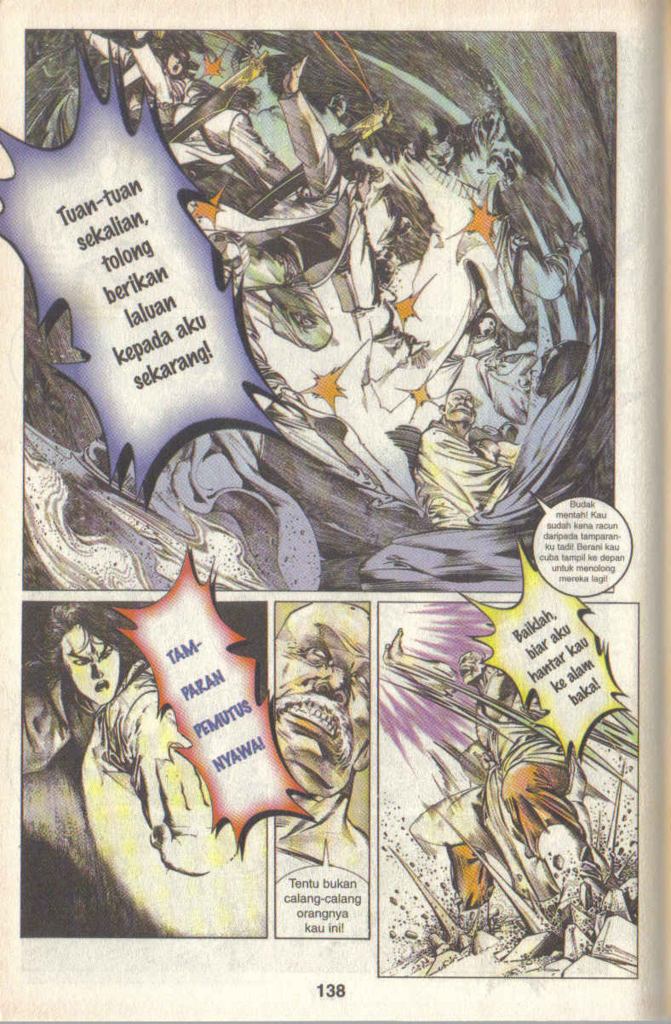 Tuan-tuan
sekalian,
tolong
berikan
laluan
kepada aku
sekarang!
Budak
mentah! Kau
sudah kena racun
daripada tamparan-
ku tadi! Berani kau
cuba tampil ke depan
untuk menolong
mereka lagi!
TAM-
PARAN
PEMUTUS
NYAWA!
Tentu bukan
calang-calang
orangnya
kau ini!
Baiklah,
biar aku
hantar kau
ke alam
baka!
138